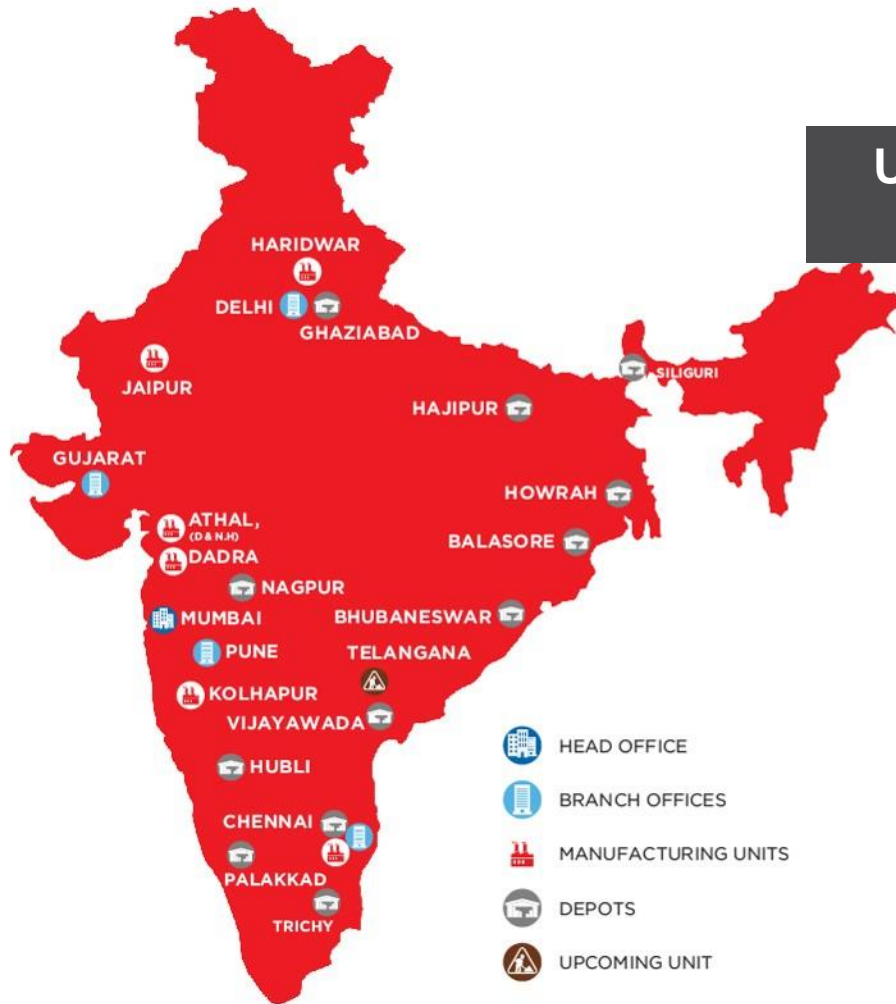 U
HARIDWAR
DELHI
GHAZIABAD
JAIPUR
SILIGURI
HAJIPUR
GUJARAT
HOWRAH
ATHAL,
(D & N.H)
BALASORE
DADRA
NAGPUR
MUMBAI
BHUBANESWAR
PUNE
TELANGANA
KOLHAPUR
VIJAYAWADA
HUBLI
CHENNAI
PALAKKAD
TRICHY
HEAD OFFICE
BRANCH OFFICES
MANUFACTURING UNITS
DEPOTS
UPCOMING UNIT